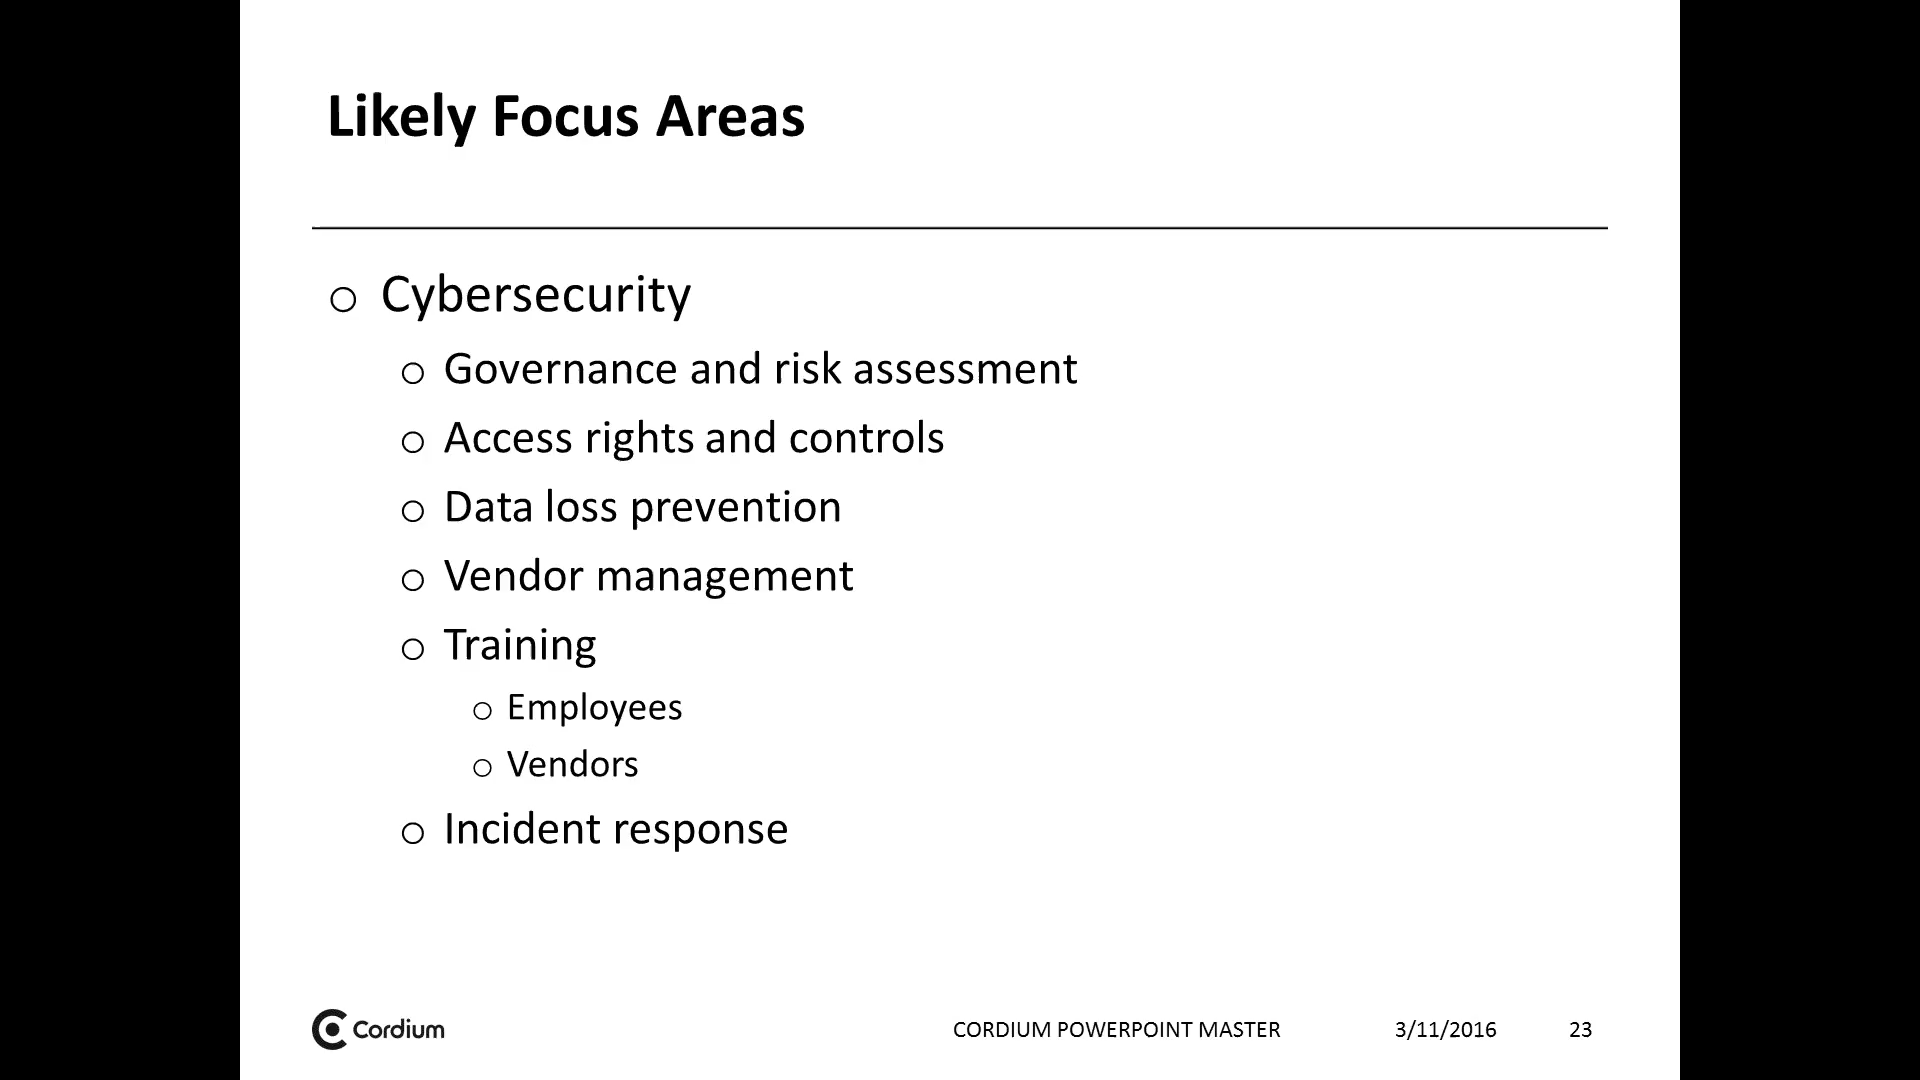 Likely Focus Areas
Cybersecurity
Governance and risk assessment
Access rights and controls
Data loss prevention
Vendor management
Training
Employees
Vendors
Incident response
Cordium
CORDIUM POWERPOINT MASTER 3/11/2016 23